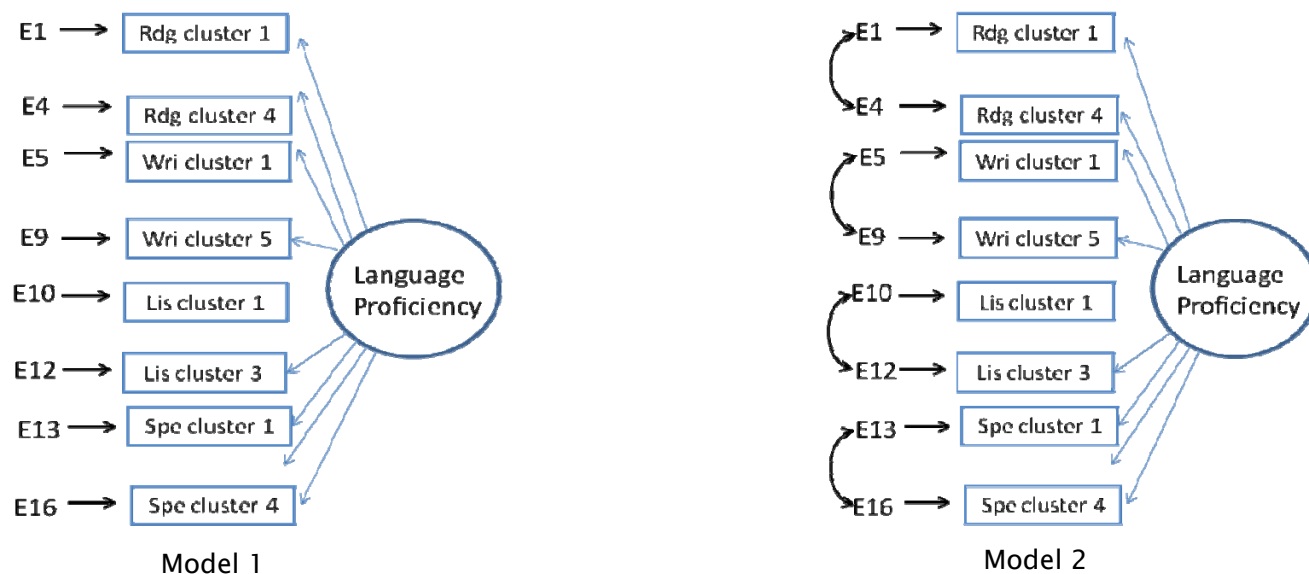 E1 Rdg cluster 1
E4 Rdg cluster 4
E5 Wri cluster 1
E9 Wri cluster 5
E10 Lis cluster 1
E12 Lis cluster 3
E13 Spe cluster 1
E16 Spe cluster 4
Language
Proficiency
Model 1
E1 Rdg cluster 1
E4 Rdg cluster 4
E5 Wri cluster 1
E9 Wri cluster 5
E10 Lis cluster 1
E12 Lis cluster 3
E13 Spe cluster 1
E16 Spe cluster 4
Language
Proficiency
Model 2